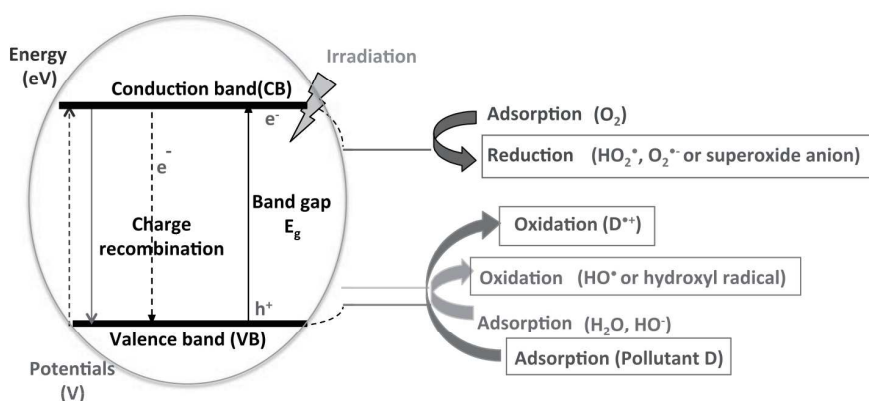 Energy
(eV)
Irradiation
Conduction band(CB)
e-
e-
Band gap
Eg
Charge
recombination
h+
Valence band (VB)
Potentials
(V)
Adsorption (O₂)
Reduction (HO₂•, O₂•- or superoxide anion)
Oxidation (D•+)
Oxidation (HO• or hydroxyl radical)
Adsorption (H₂O, HO-)
Adsorption (Pollutant D)